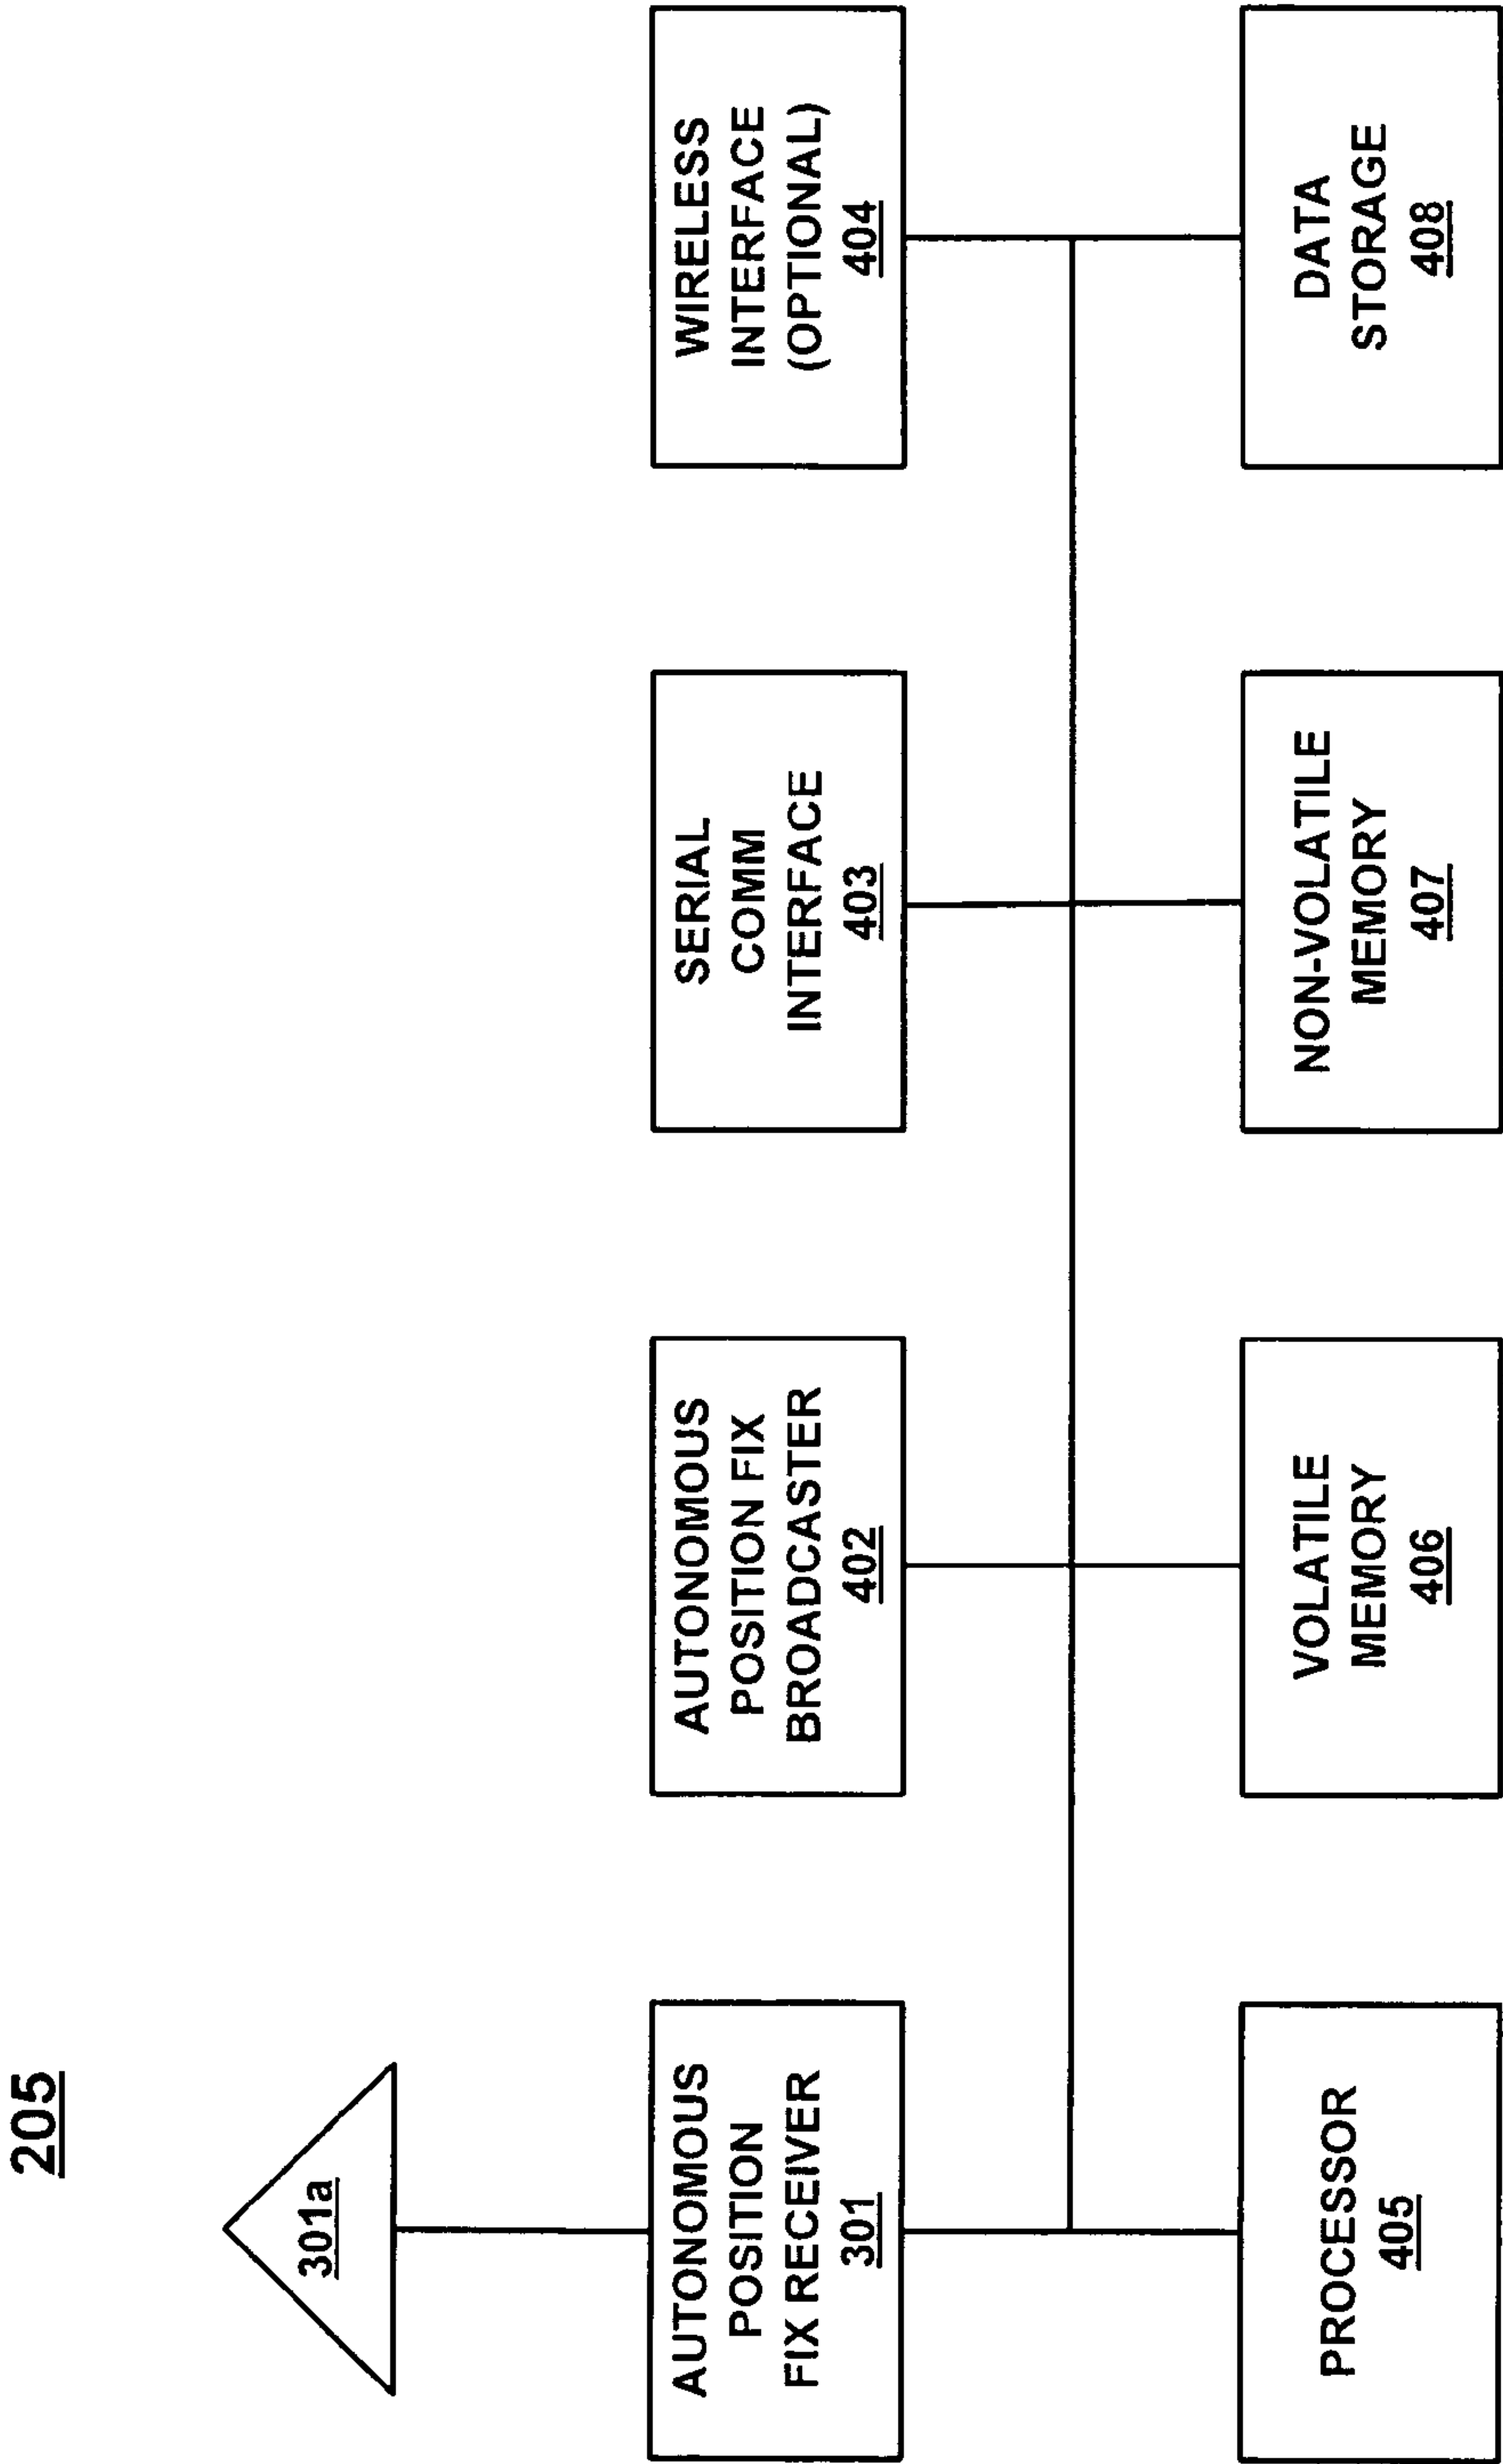 205
301a
AUTONOMOUS
POSITION
FIX RECEIVER
301
AUTONOMOUS
POSITION FIX
BROADCASTER
402
SERIAL
COMM
INTERFACE
403
WIRELESS
INTERFACE
(OPTIONAL)
404
PROCESSOR
405
VOLATILE
MEMORY
406
NON-VOLATILE
MEMORY
407
DATA
STORAGE
408